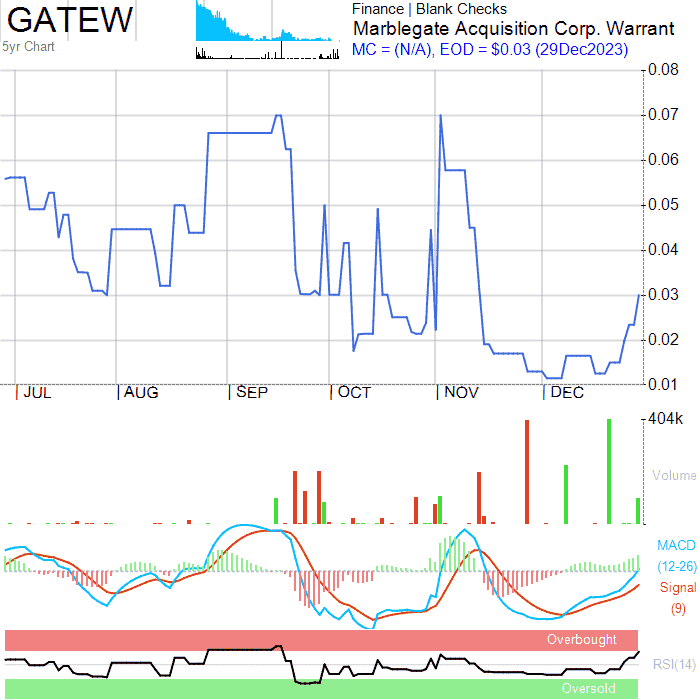 GATEW
5yr Chart
Finance | Blank Checks
Marblegate Acquisition Corp. Warrant
MC = (N/A), EOD = $0.03 (29Dec2023)
0.08
0.07
0.06
0.05
0.04
0.03
0.02
0.01
JUL AUG SEP OCT NOV DEC
404k
Volume
MACD
(12-26)
Signal
(9)
Overbought
RSI(14)
Oversold